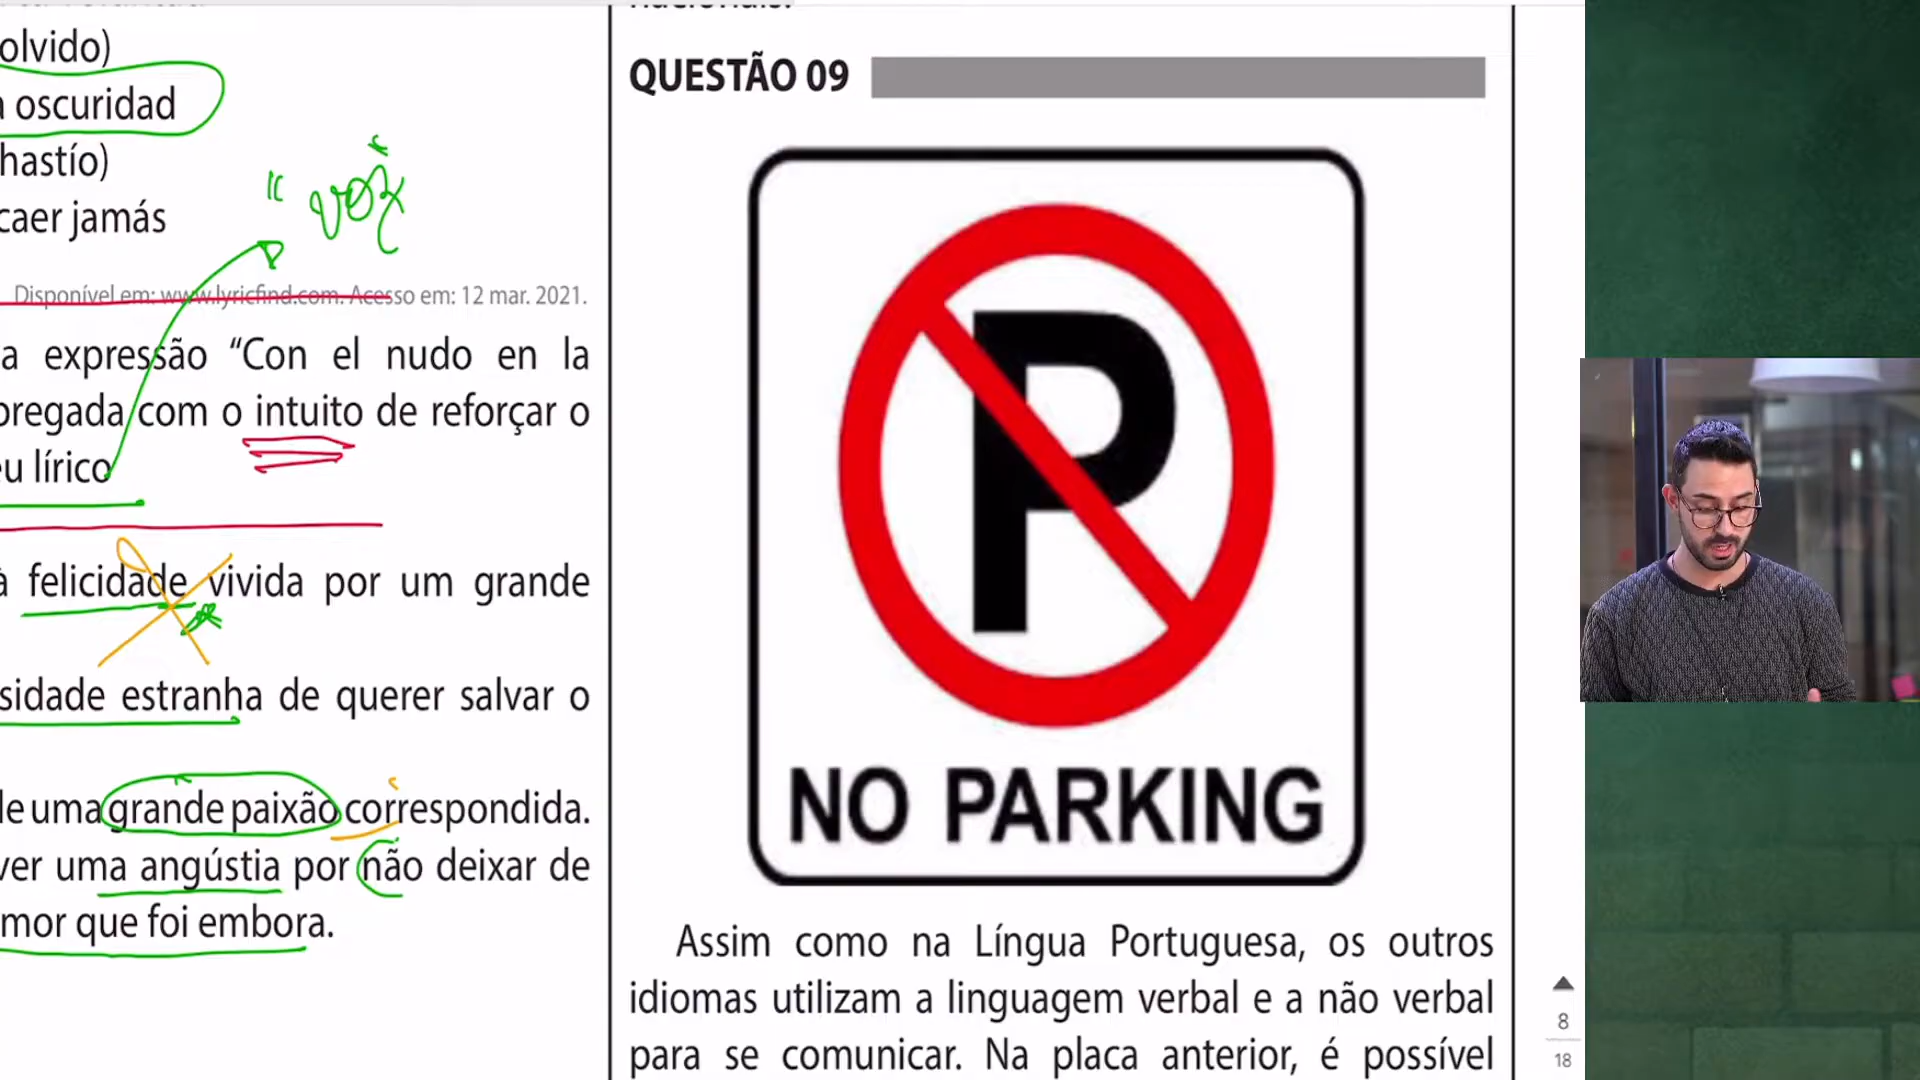 olvido)
a oscuridad
hastío)
caer jamás
" voz "
Disponível em: www.lyricfind.com. Acesso em: 12 mar. 2021.
a expressão “Con el nudo en la
pregada com o intuito de reforçar o
eu lírico
à felicidade vivida por um grande
sidade estranha de querer salvar o
de uma grande paixão correspondida.
ver uma angústia por não deixar de
mor que foi embora.
QUESTÃO 09
P
NO PARKING
Assim como na Língua Portuguesa, os outros
idiomas utilizam a linguagem verbal e a não verbal
para se comunicar. Na placa anterior, é possível
8
18